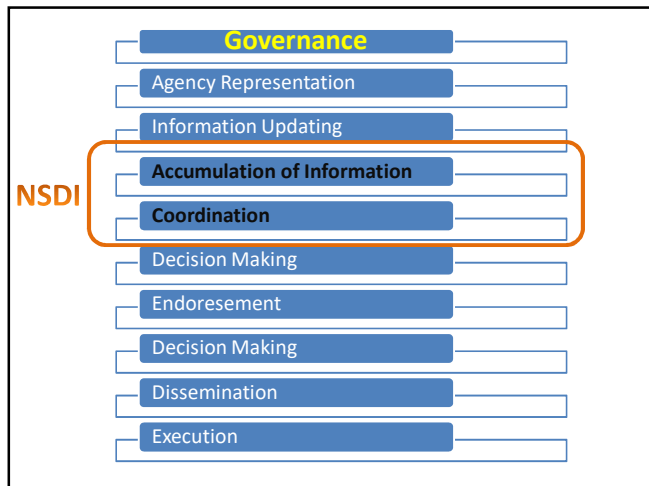 Governance
Agency Representation
Information Updating
Accumulation of Information
NSDI
Coordination
Decision Making
Endoresement
Decision Making
Dissemination
Execution